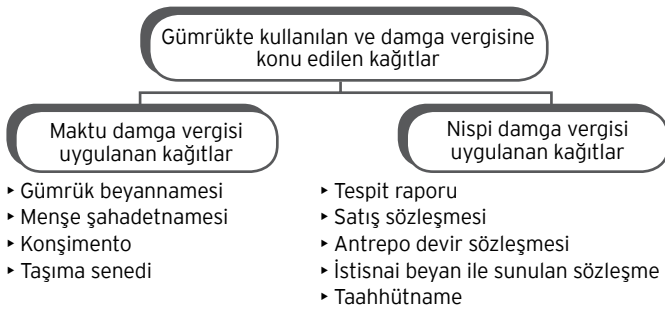 Gümrükte kullanılan ve damga vergisine
konu edilen kağıtlar
Maktu damga vergisi
uygulanan kağıtlar
‣ Gümrük beyannamesi
‣ Menşe şahadetnamesi
‣ Konşimento
‣ Taşıma senedi
Nispi damga vergisi
uygulanan kağıtlar
‣ Tespit raporu
‣ Satış sözleşmesi
‣ Antrepo devir sözleşmesi
‣ İstisnai beyan ile sunulan sözleşme
‣ Taahhütname